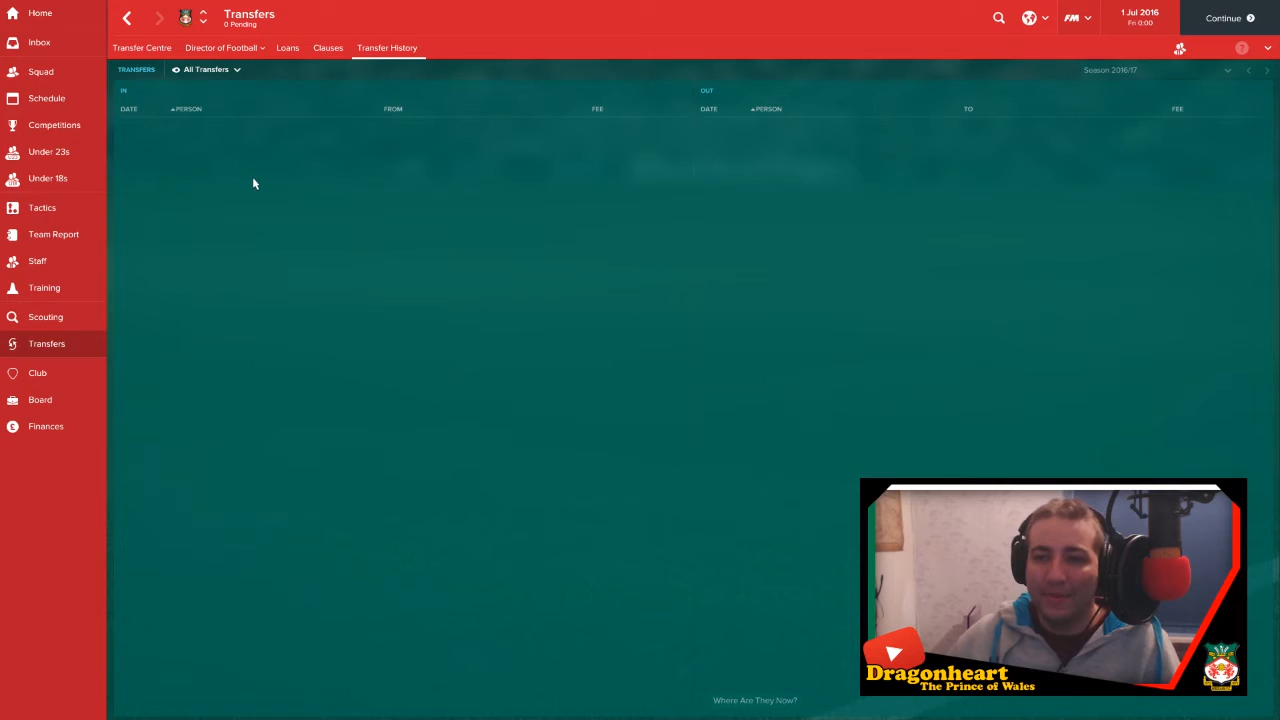 Home
Inbox
Squad
Schedule
Competitions
Under 23s
Under 18s
Tactics
Team Report
Staff
Training
Scouting
Transfers
Club
Board
Finances
Transfers
0 Pending
FM
1 Jul 2016
Fri 0:00
Continue
Transfer Centre Director of Football Loans Clauses Transfer History
TRANSFERS All Transfers Season 2016/17
IN OUT
DATE PERSON FROM FEE DATE PERSON TO FEE
Where Are They Now?
Dragonheart
The Prince of Wales